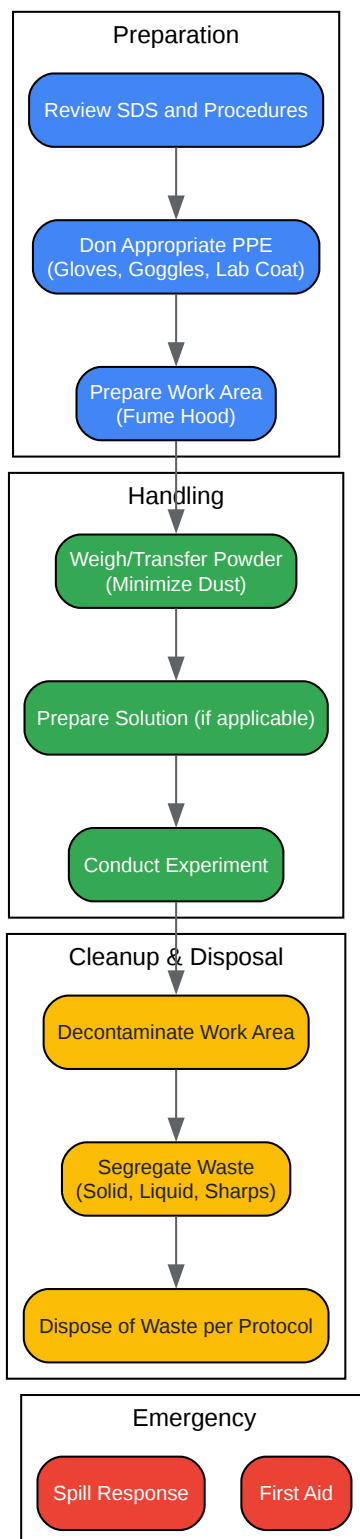 Preparation
Review SDS and Procedures
Don Appropriate PPE
(Gloves, Goggles, Lab Coat)
Prepare Work Area
(Fume Hood)
Handling
Weigh/Transfer Powder
(Minimize Dust)
Prepare Solution (if applicable)
Conduct Experiment
Cleanup & Disposal
Decontaminate Work Area
Segregate Waste
(Solid, Liquid, Sharps)
Dispose of Waste per Protocol
Emergency
Spill Response
First Aid